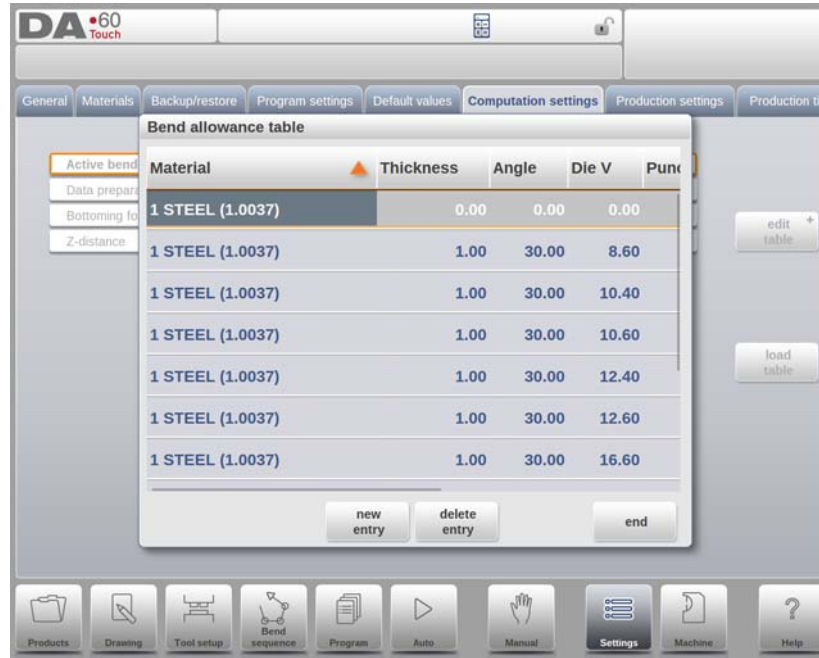 DA•60
Touch
General Materials Backup/restore Program settings Default values Computation settings Production settings Production ti
Bend allowance table
Material Thickness Angle Die V Punc
Active bend
Data prepara
Bottoming fo
Z-distance
1 STEEL (1.0037) 0.00 0.00 0.00
1 STEEL (1.0037) 1.00 30.00 8.60
1 STEEL (1.0037) 1.00 30.00 10.40
1 STEEL (1.0037) 1.00 30.00 10.60
1 STEEL (1.0037) 1.00 30.00 12.40
1 STEEL (1.0037) 1.00 30.00 12.60
1 STEEL (1.0037) 1.00 30.00 16.60
edit +
table
load
table
new
entry
delete
entry
end
Products Drawing Tool setup Bend
sequence Program Auto Manual Settings Machine Help